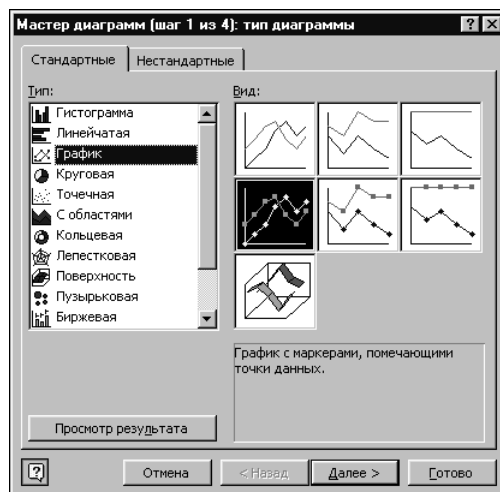 Мастер диаграмм (шаг 1 из 4): тип диаграммы
Стандартные
Нестандартные
Тип:
Гистограмма
Линейчатая
График
Круговая
Точечная
С областями
Кольцевая
Лепестковая
Поверхность
Пузырьковая
Биржевая
Вид:
График с маркерами, помечающими
точки данных.
Просмотр результата
Отмена
< Назад
Далее >
Готово